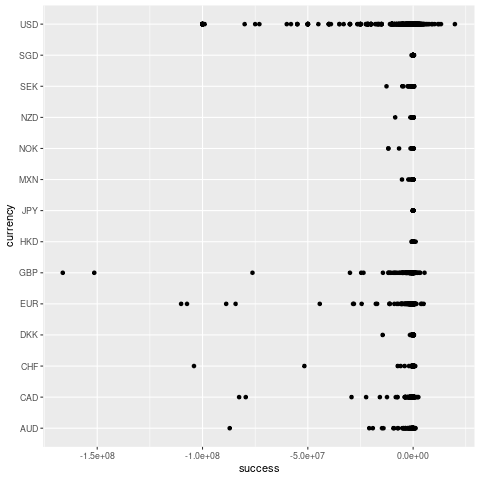 USD
SGD
SEK
NZD
NOK
MXN
JPY
HKD
GBP
EUR
DKK
CHF
CAD
AUD
currency
-1.5e+08 -1.0e+08 -5.0e+07 0.0e+00
success